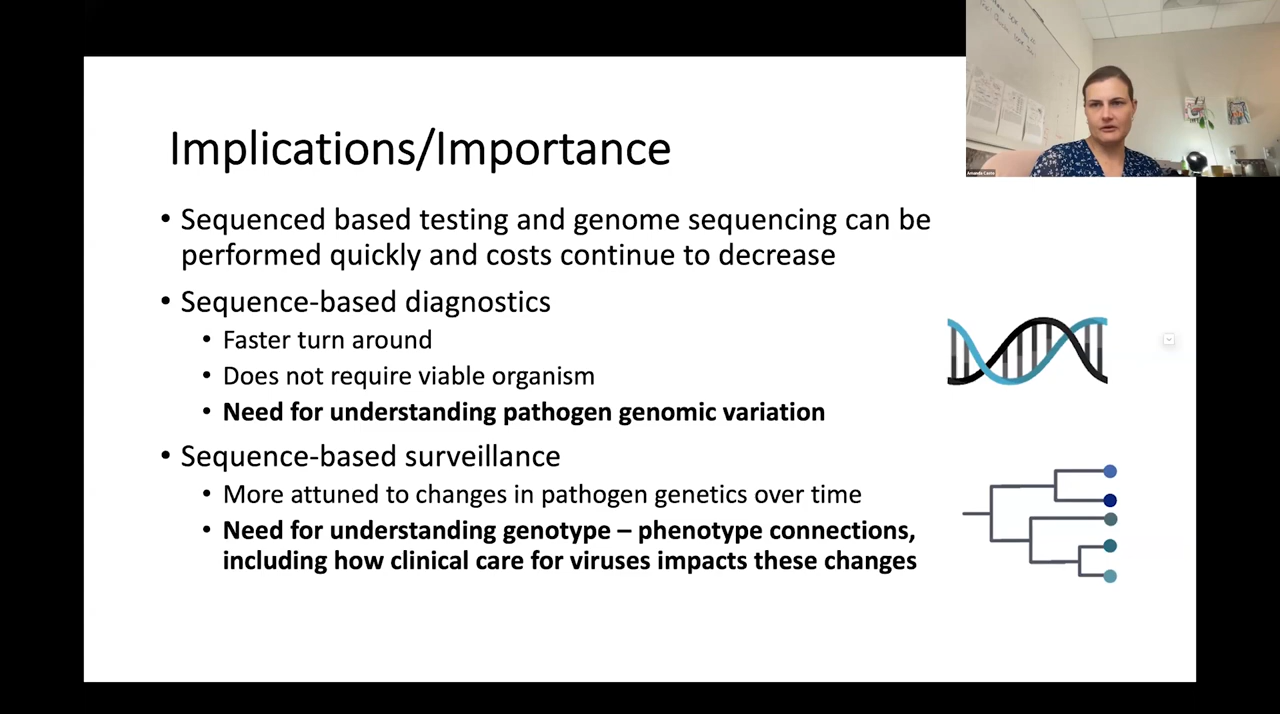 Implications/Importance
• Sequenced based testing and genome sequencing can be
performed quickly and costs continue to decrease
• Sequence-based diagnostics
• Faster turn around
• Does not require viable organism
• Need for understanding pathogen genomic variation
• Sequence-based surveillance
• More attuned to changes in pathogen genetics over time
• Need for understanding genotype – phenotype connections,
including how clinical care for viruses impacts these changes